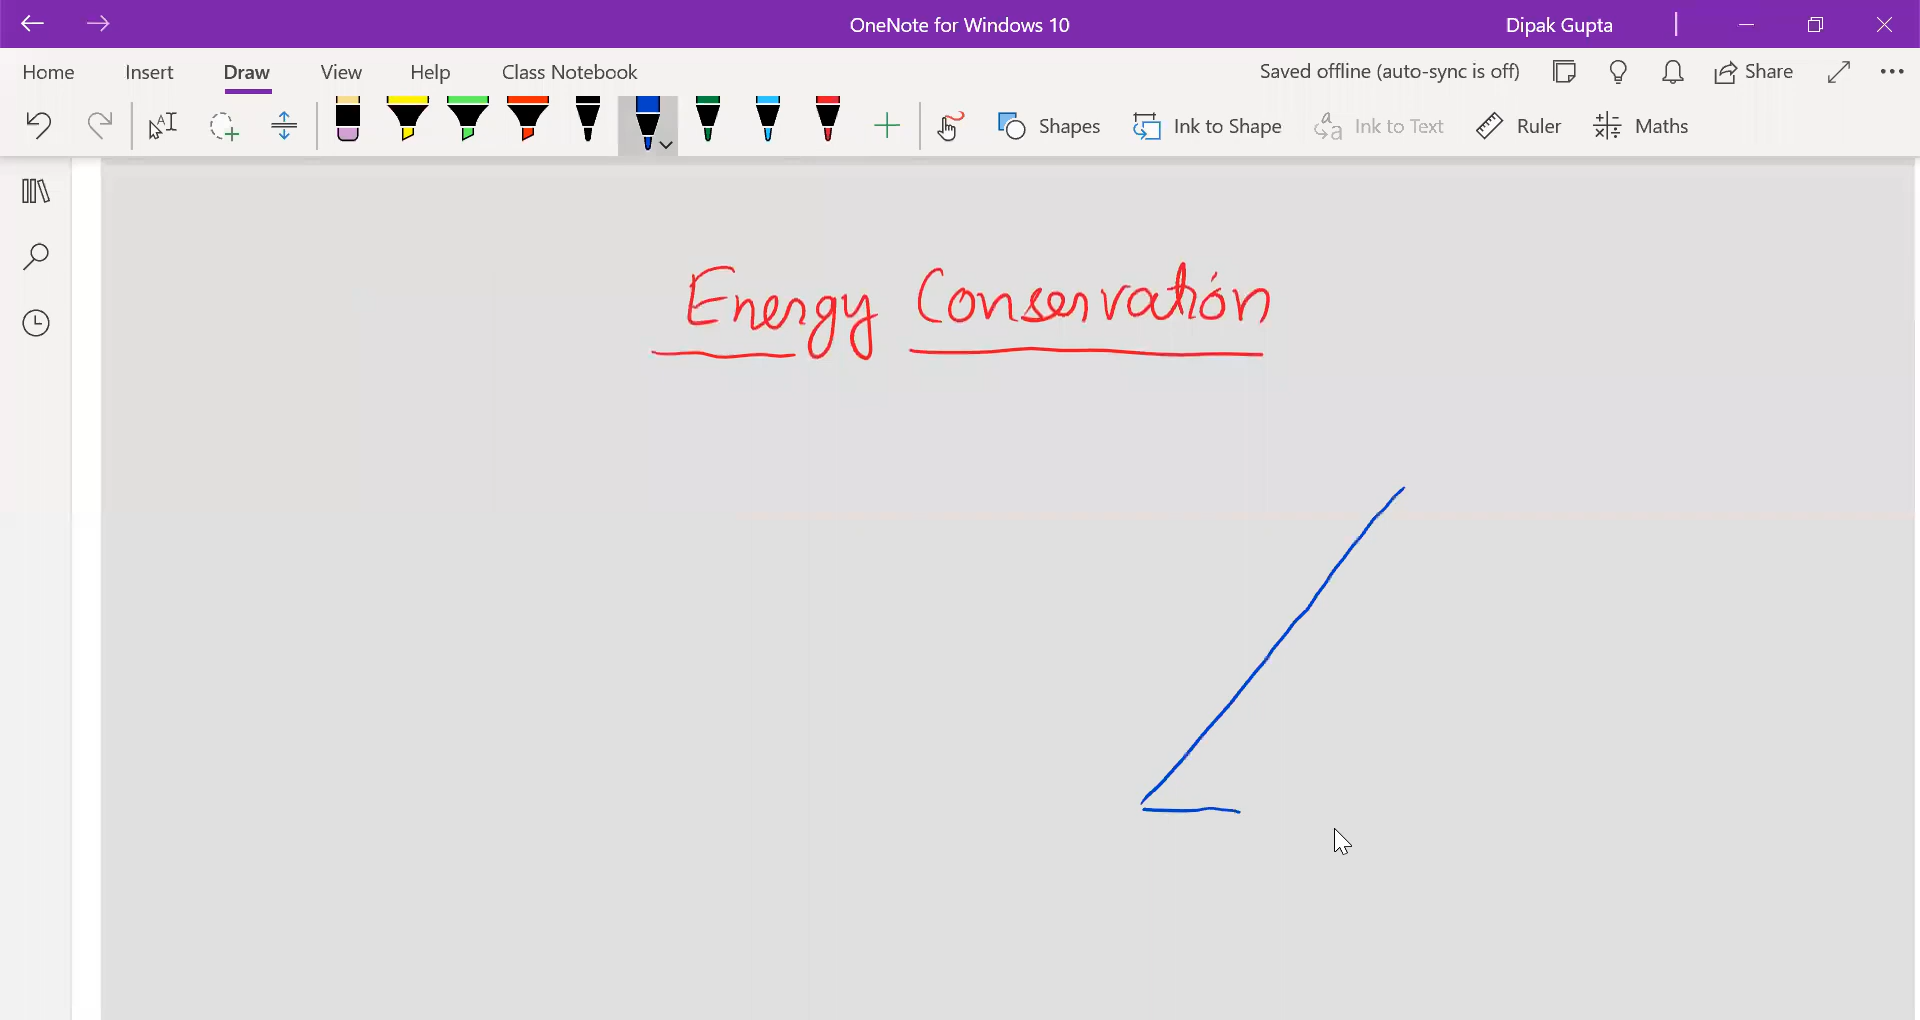 OneNote for Windows 10
Dipak Gupta
Home Insert Draw View Help Class Notebook
Saved offline (auto-sync is off) Share
Shapes Ink to Shape Ink to Text Ruler Maths
Energy Conservation